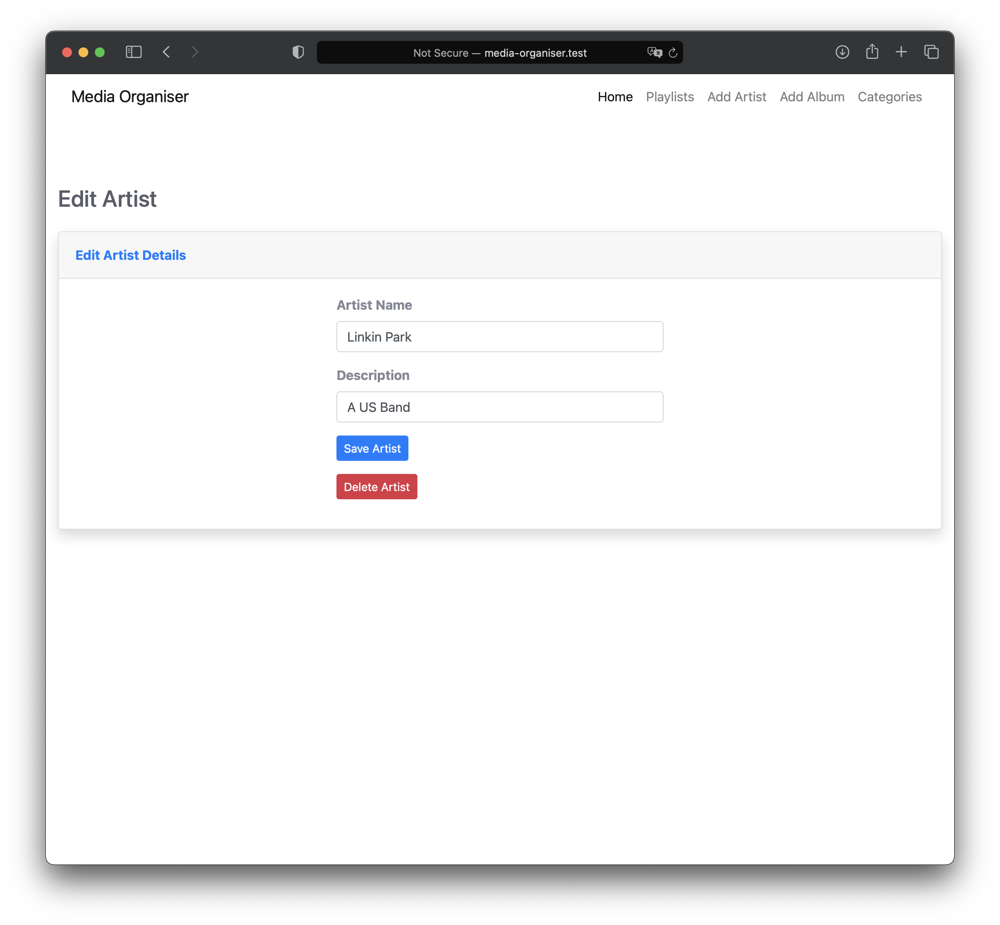 Not Secure — media-organiser.test
Media Organiser
Home Playlists Add Artist Add Album Categories
Edit Artist
Edit Artist Details
Artist Name
Linkin Park
Description
A US Band
Save Artist
Delete Artist